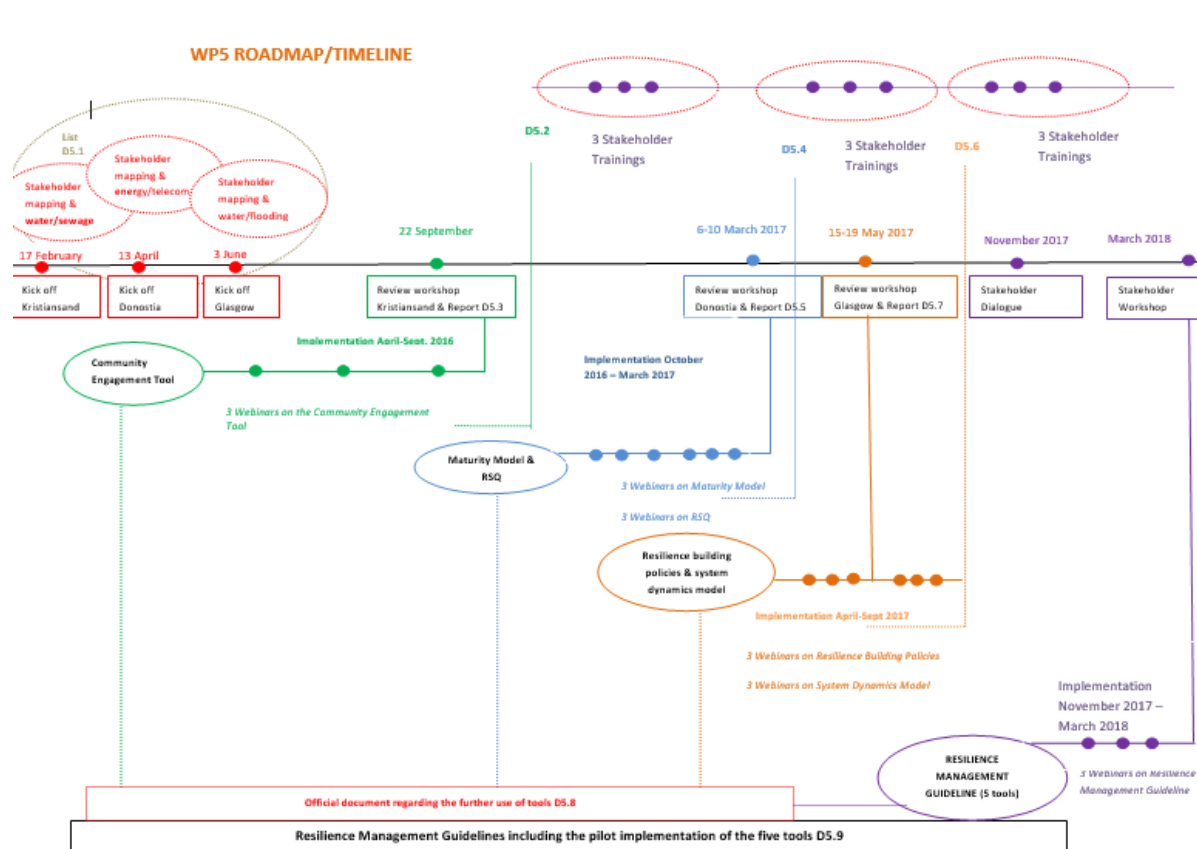 WP5 ROADMAP/TIMELINE
List
D5.1
Stakeholder
mapping &
water/sewage
Stakeholder
mapping &
energy/telecom
Stakeholder
mapping &
water/flooding
D5.2
3 Stakeholder
Trainings
D5.4
3 Stakeholder
Trainings
D5.6
3 Stakeholder
Trainings
17 February
13 April
3 June
22 September
6-10 March 2017
15-19 May 2017
November 2017
March 2018
Kick off
Kristiansand
Kick off
Donostia
Kick off
Glasgow
Review workshop
Kristiansand & Report D5.3
Review workshop
Donostia & Report D5.5
Review workshop
Glasgow & Report D5.7
Stakeholder
Dialogue
Stakeholder
Workshop
Community
Engagement Tool
Implementation April-Sept. 2016
3 Webinars on the Community Engagement
Tool
Implementation October
2016 – March 2017
Maturity Model &
RSQ
3 Webinars on Maturity Model
3 Webinars on RSQ
Resilience building
policies & system
dynamics model
Implementation April-Sept 2017
3 Webinars on Resilience Building Policies
3 Webinars on System Dynamics Model
Implementation
November 2017 –
March 2018
RESILIENCE
MANAGEMENT
GUIDELINE (5 tools)
3 Webinars on Resilience
Management Guideline
Official document regarding the further use of tools D5.8
Resilience Management Guidelines including the pilot implementation of the five tools D5.9